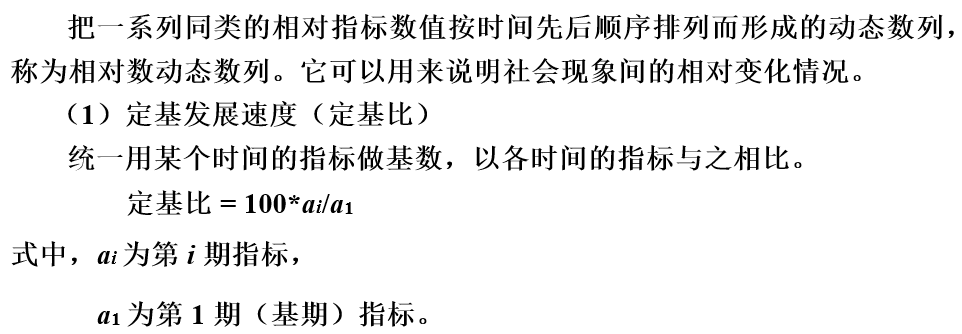 把一系列同类的相对指标数值按时间先后顺序排列而形成的动态数列，
称为相对数动态数列。它可以用来说明社会现象间的相对变化情况。
（1）定基发展速度（定基比）
统一用某个时间的指标做基数，以各时间的指标与之相比。
定基比 = 100*ai/a1
式中，ai 为第 i 期指标，
a1 为第 1 期（基期）指标。